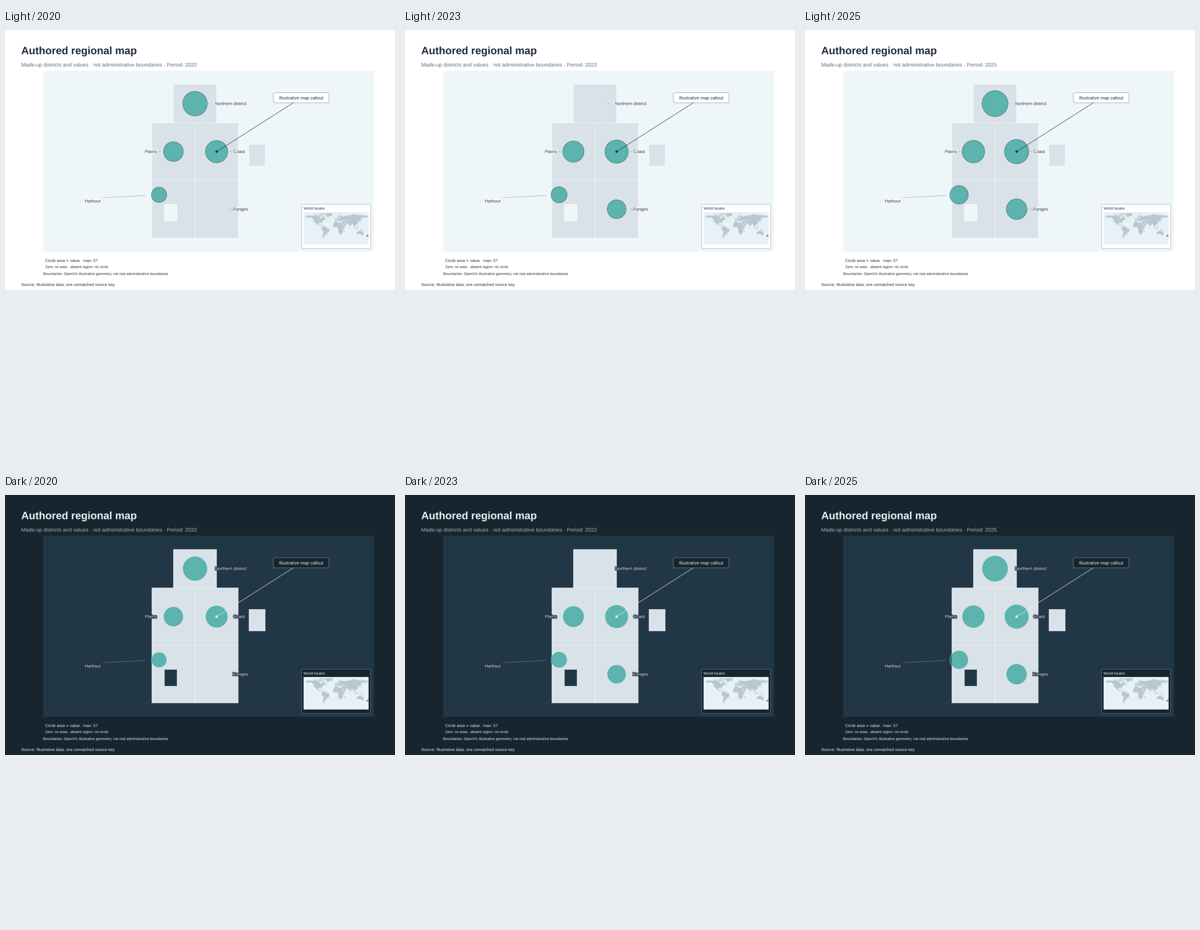 Light / 2020
Authored regional map
Made-up districts and values · not administrative boundaries · Period: 2020
Northern district
Illustrative map callout
Plains
Coast
Harbour
Ranges
World locator
Circle area ∝ value · max: 57
Zero: no area · absent region: no circle
Boundaries: OpenVis illustrative geometry; not real administrative boundaries
Source: Illustrative data; one unmatched source key
Light / 2023
Authored regional map
Made-up districts and values · not administrative boundaries · Period: 2023
Northern district
Illustrative map callout
Plains
Coast
Harbour
Ranges
World locator
Circle area ∝ value · max: 57
Zero: no area · absent region: no circle
Boundaries: OpenVis illustrative geometry; not real administrative boundaries
Source: Illustrative data; one unmatched source key
Light / 2025
Authored regional map
Made-up districts and values · not administrative boundaries · Period: 2025
Northern district
Illustrative map callout
Plains
Coast
Harbour
Ranges
World locator
Circle area ∝ value · max: 57
Zero: no area · absent region: no circle
Boundaries: OpenVis illustrative geometry; not real administrative boundaries
Source: Illustrative data; one unmatched source key
Dark / 2020
Authored regional map
Made-up districts and values · not administrative boundaries · Period: 2020
Northern district
Illustrative map callout
Plains
Coast
Harbour
Ranges
World locator
Circle area ∝ value · max: 57
Zero: no area · absent region: no circle
Boundaries: OpenVis illustrative geometry; not real administrative boundaries
Source: Illustrative data; one unmatched source key
Dark / 2023
Authored regional map
Made-up districts and values · not administrative boundaries · Period: 2023
Northern district
Illustrative map callout
Plains
Coast
Harbour
Ranges
World locator
Circle area ∝ value · max: 57
Zero: no area · absent region: no circle
Boundaries: OpenVis illustrative geometry; not real administrative boundaries
Source: Illustrative data; one unmatched source key
Dark / 2025
Authored regional map
Made-up districts and values · not administrative boundaries · Period: 2025
Northern district
Illustrative map callout
Plains
Coast
Harbour
Ranges
World locator
Circle area ∝ value · max: 57
Zero: no area · absent region: no circle
Boundaries: OpenVis illustrative geometry; not real administrative boundaries
Source: Illustrative data; one unmatched source key